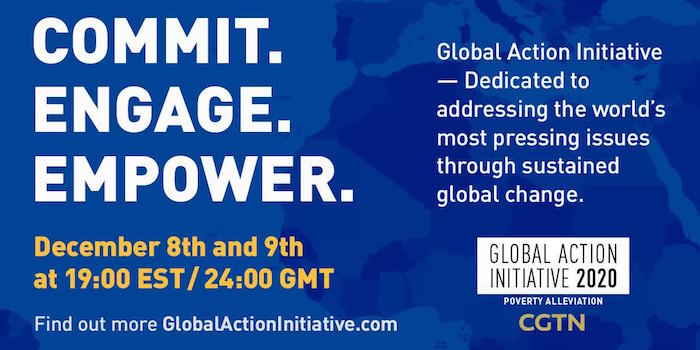 COMMIT.
ENGAGE.
EMPOWER.
December 8th and 9th
at 19:00 EST/ 24:00 GMT
Find out more GlobalActionInitiative.com
Global Action Initiative
— Dedicated to
addressing the world's
most pressing issues
through sustained
global change.
GLOBAL ACTION
INITIATIVE 2020
POVERTY ALLEVIATION
CGTN